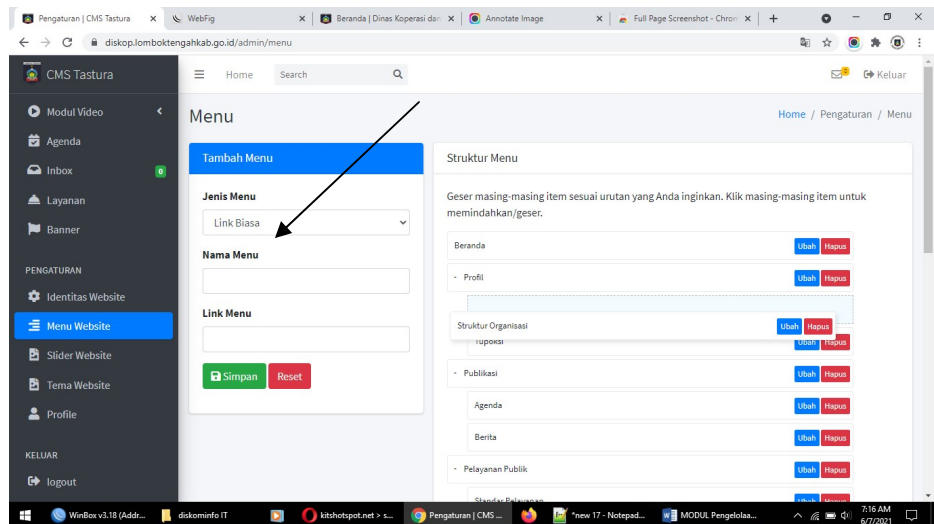 Pengaturan | CMS Tastura
WebFig
Beranda | Dinas Koperasi dan
Annotate Image
Full Page Screenshot - Chrom
diskop.lomboktengahkab.go.id/admin/menu
CMS Tastura
Home
Search
Keluar
Modul Video
Agenda
Inbox
0
Layanan
Banner
PENGATURAN
Identitas Website
Menu Website
Slider Website
Tema Website
Profile
KELUAR
logout
Menu
Home / Pengaturan / Menu
Tambah Menu
Jenis Menu
Link Biasa
Nama Menu
Link Menu
Simpan
Reset
Struktur Menu
Geser masing-masing item sesuai urutan yang Anda inginkan. Klik masing-masing item untuk
memindahkan/geser.
Beranda
Ubah Hapus
- Profil
Ubah Hapus
Struktur Organisasi
Ubah Hapus
Tupoksi
Ubah Hapus
- Publikasi
Ubah Hapus
Agenda
Ubah Hapus
Berita
Ubah Hapus
- Pelayanan Publik
Ubah Hapus
Standar Pelayanan
Ubah Hapus
WinBox v3.18 (Addr...
diskominfo IT
kitshotspot.net > s...
Pengaturan | CMS ...
*new 17 - Notepad...
MODUL Pengelolaa...
7:16 AM
6/7/2021